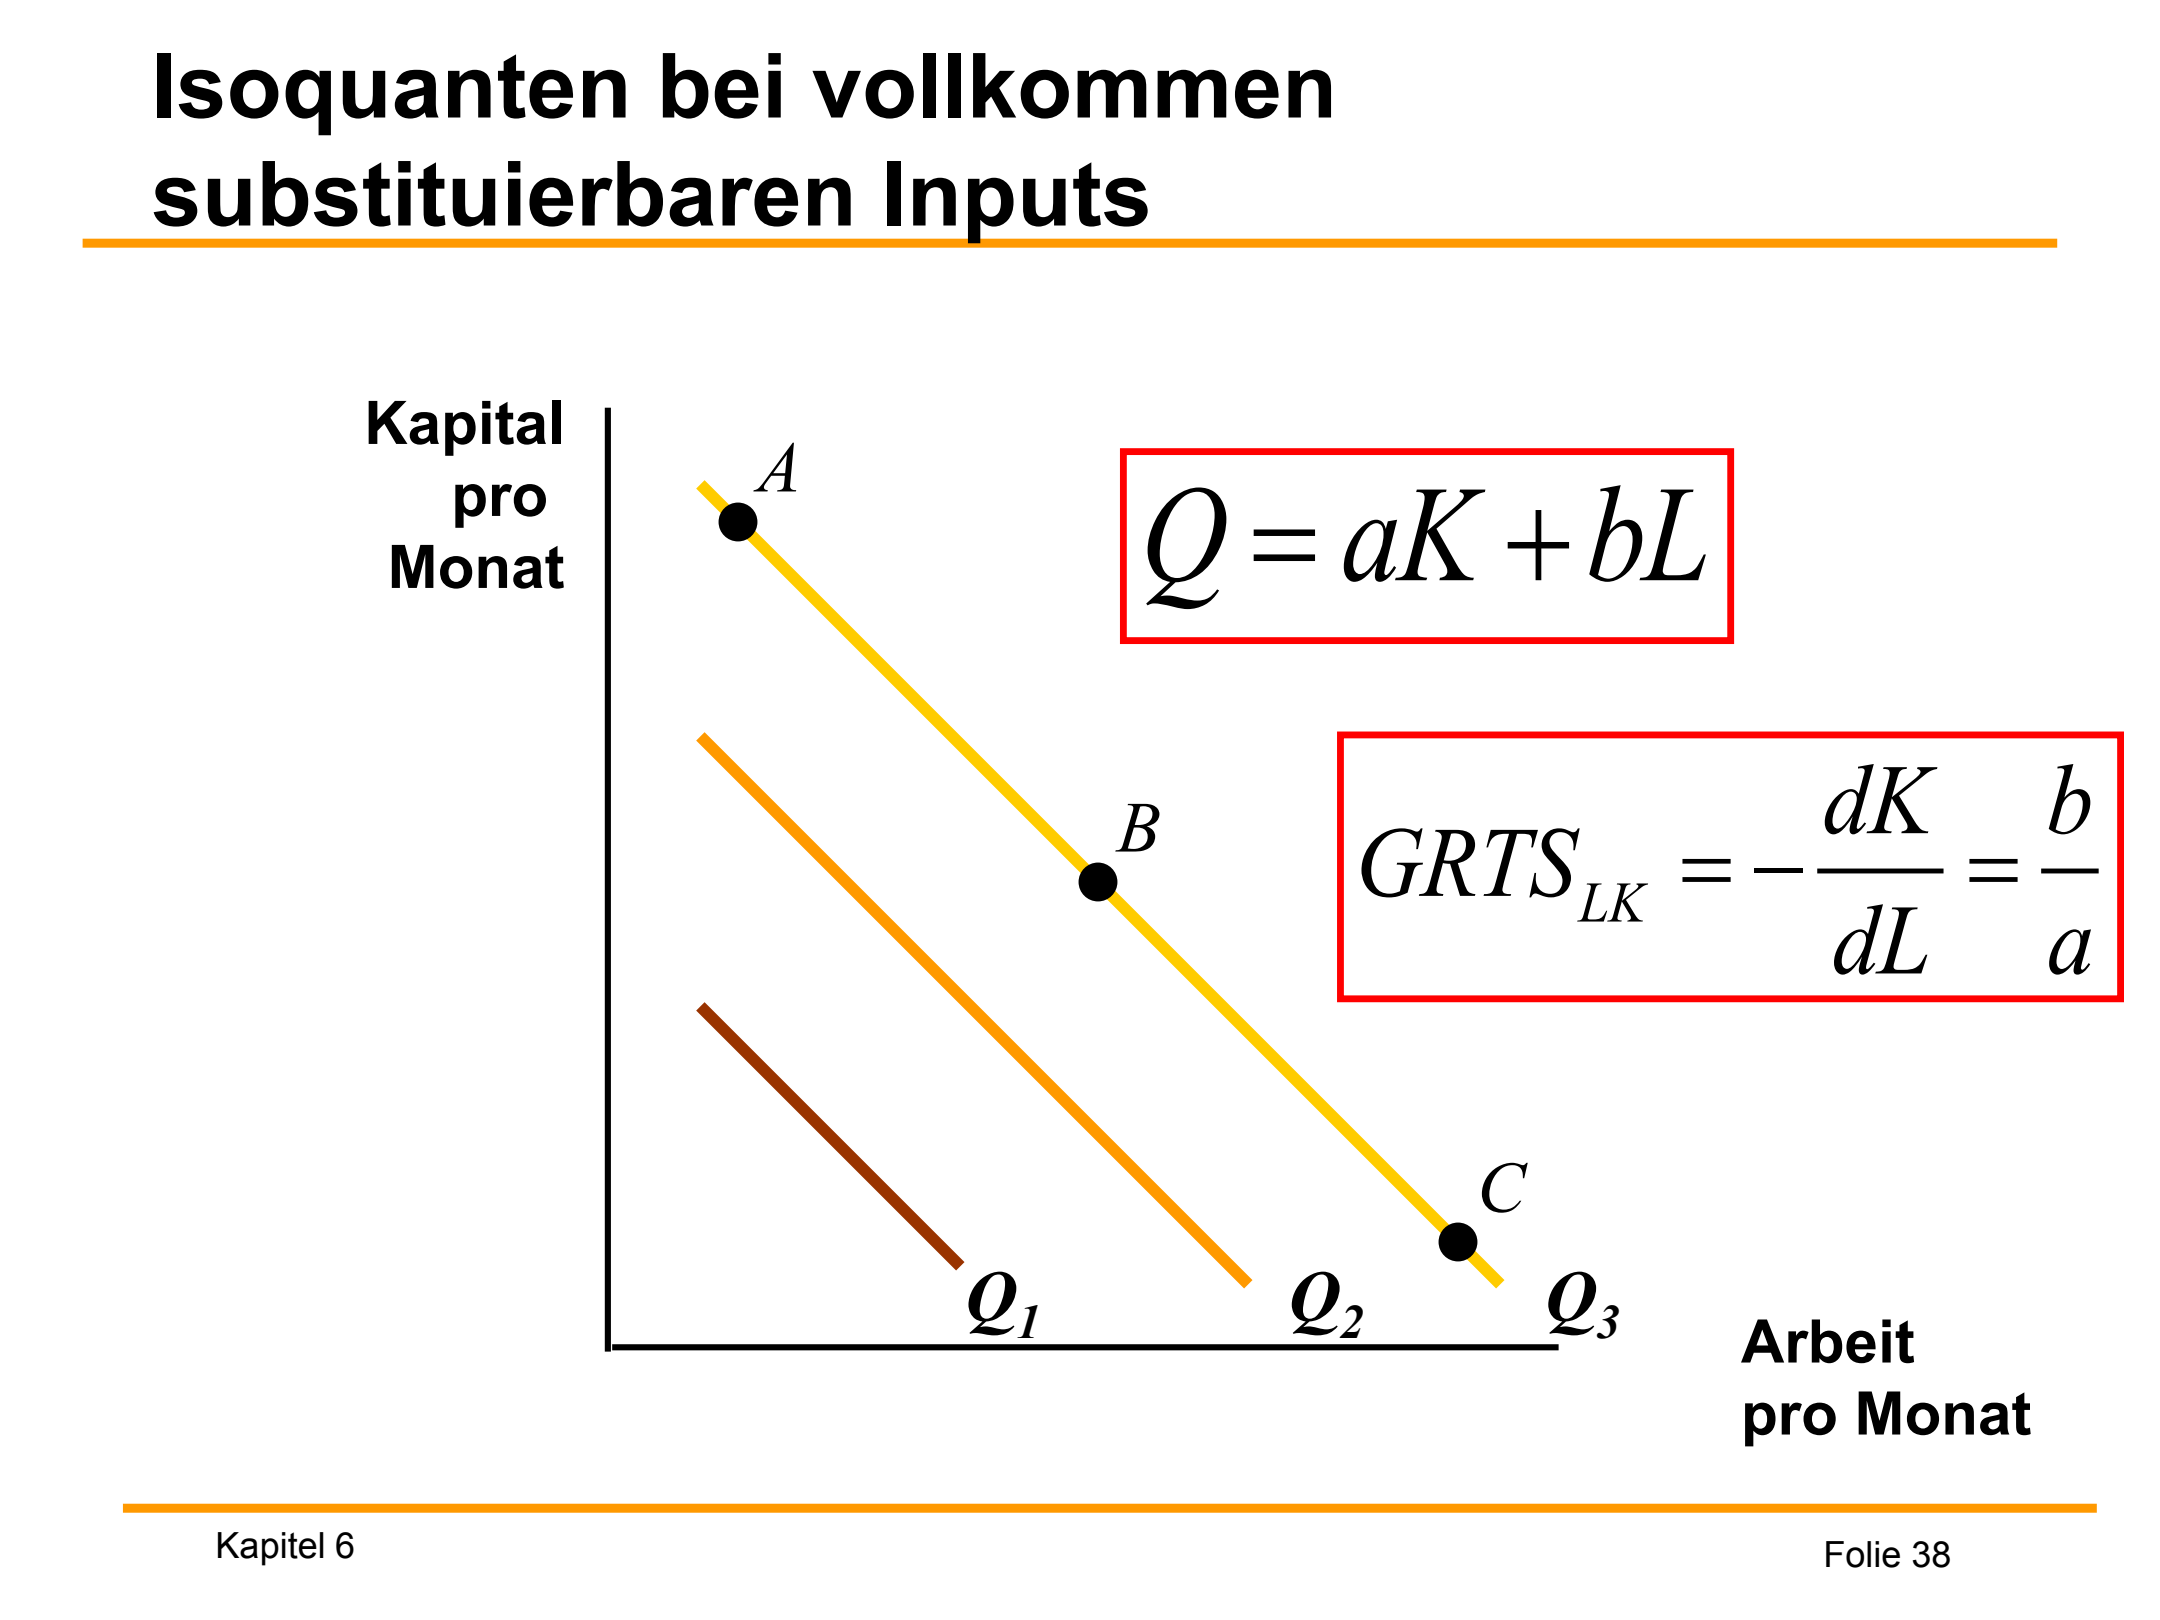 Isoquanten bei vollkommen
substituierbaren Inputs
Kapital
pro
Monat
A
Q = aK + bL
B
GRTS_{LK} = -\frac{dK}{dL} = \frac{b}{a}
C
Q_1
Q_2
Q_3
Arbeit
pro Monat
Kapitel 6
Folie 38